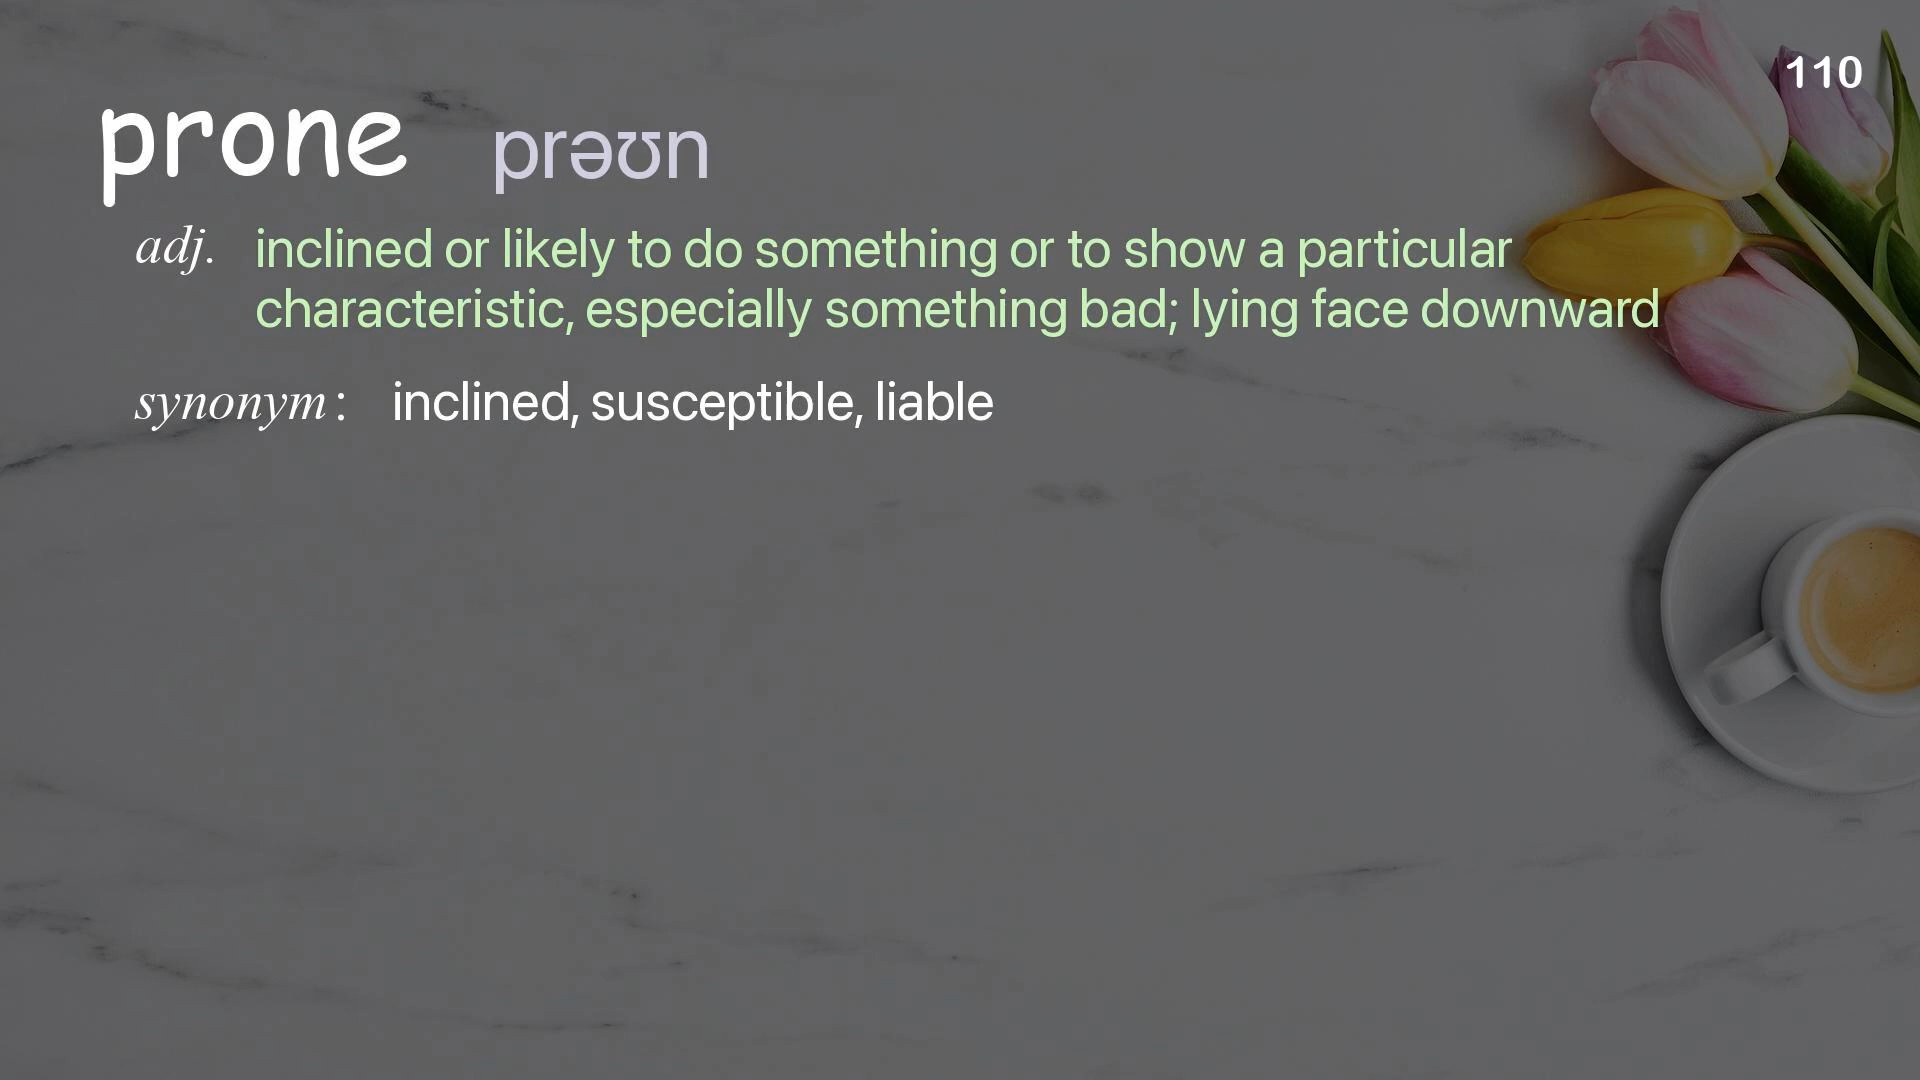 110
prone prəʊn
adj. inclined or likely to do something or to show a particular
characteristic, especially something bad; lying face downward
synonym : inclined, susceptible, liable